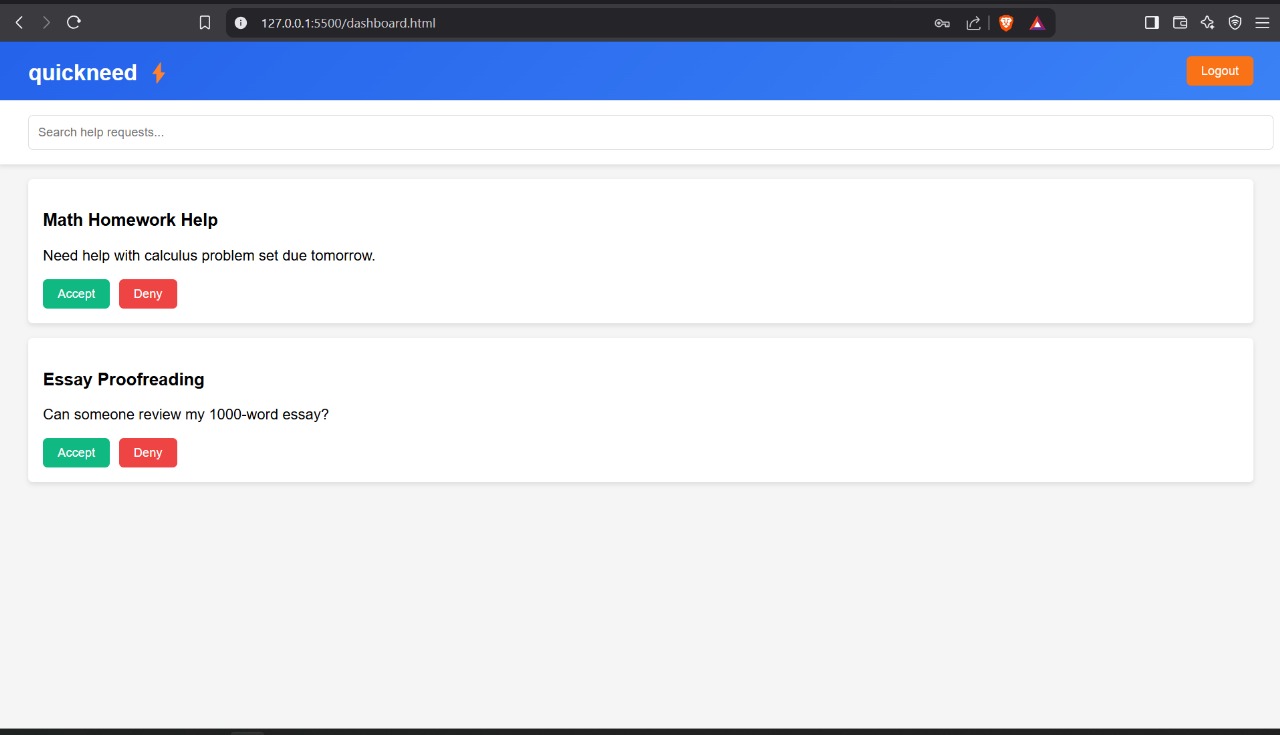 127.0.0.1:5500/dashboard.html
quickneed
Logout
Search help requests...
Math Homework Help
Need help with calculus problem set due tomorrow.
Accept Deny
Essay Proofreading
Can someone review my 1000-word essay?
Accept Deny